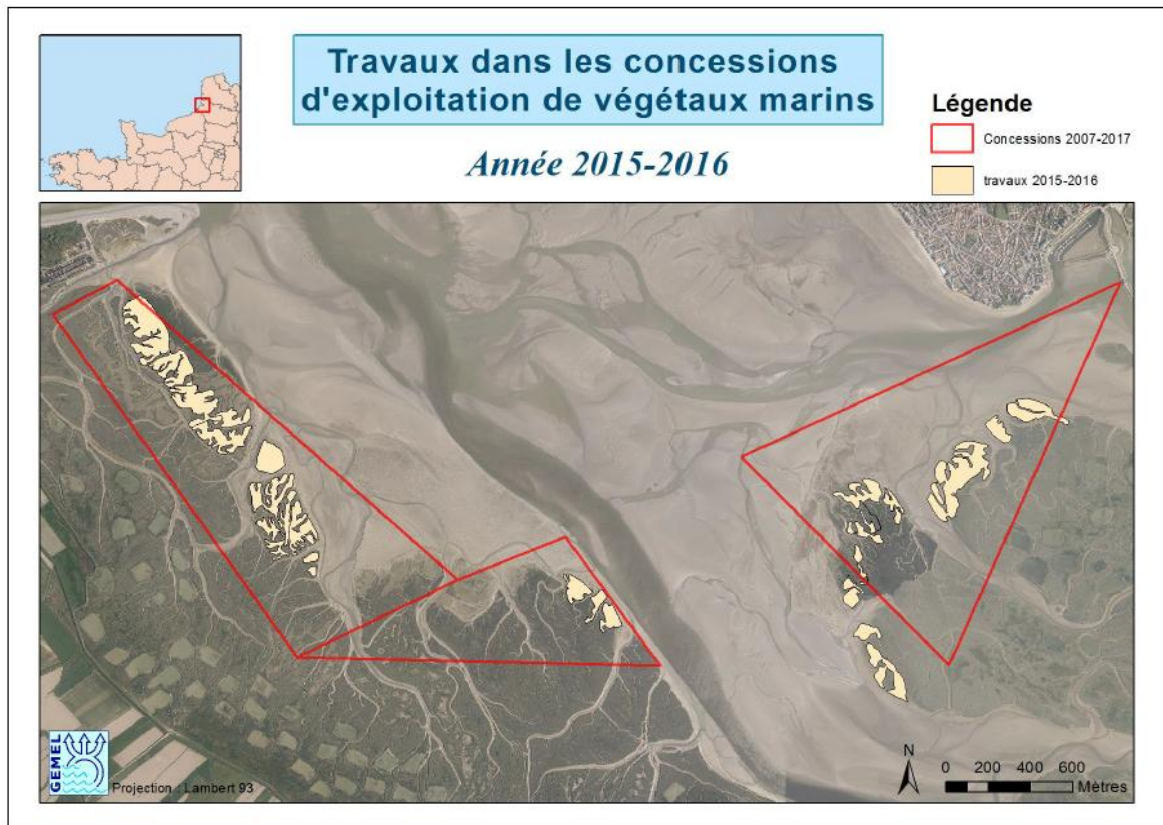 Travaux dans les concessions
d'exploitation de végétaux marins
Année 2015-2016
Légende
Concessions 2007-2017
travaux 2015-2016
GEMEL
Projection : Lambert 93
N
0 200 400 600
Mètres